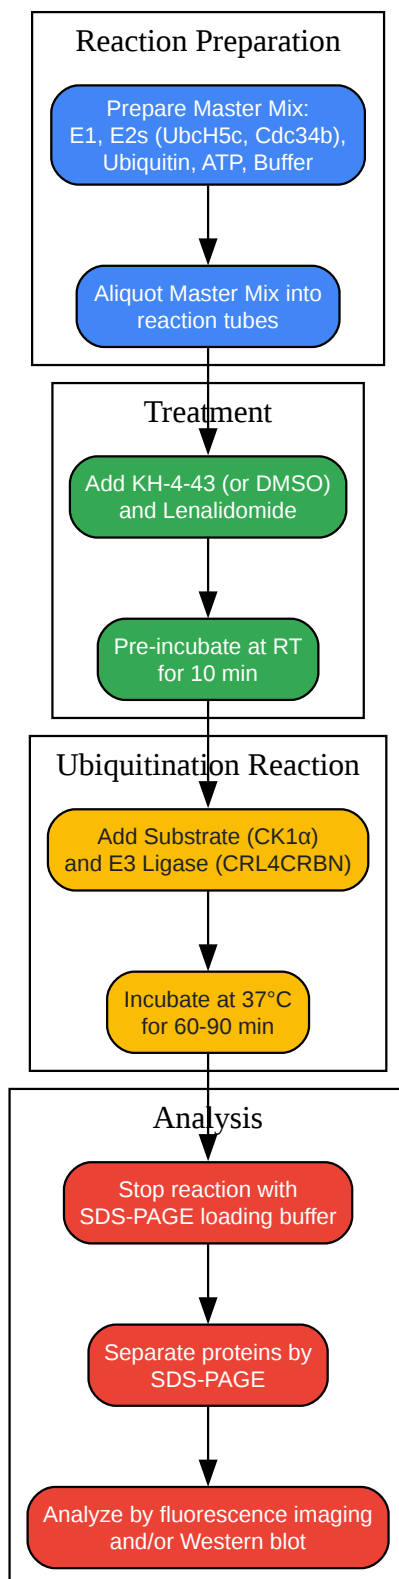 Reaction Preparation
Prepare Master Mix:
E1, E2s (UbcH5c, Cdc34b),
Ubiquitin, ATP, Buffer
Aliquot Master Mix into
reaction tubes
Treatment
Add KH-4-43 (or DMSO)
and Lenalidomide
Pre-incubate at RT
for 10 min
Ubiquitination Reaction
Add Substrate (CK1α)
and E3 Ligase (CRL4CRBN)
Incubate at 37°C
for 60-90 min
Analysis
Stop reaction with
SDS-PAGE loading buffer
Separate proteins by
SDS-PAGE
Analyze by fluorescence imaging
and/or Western blot